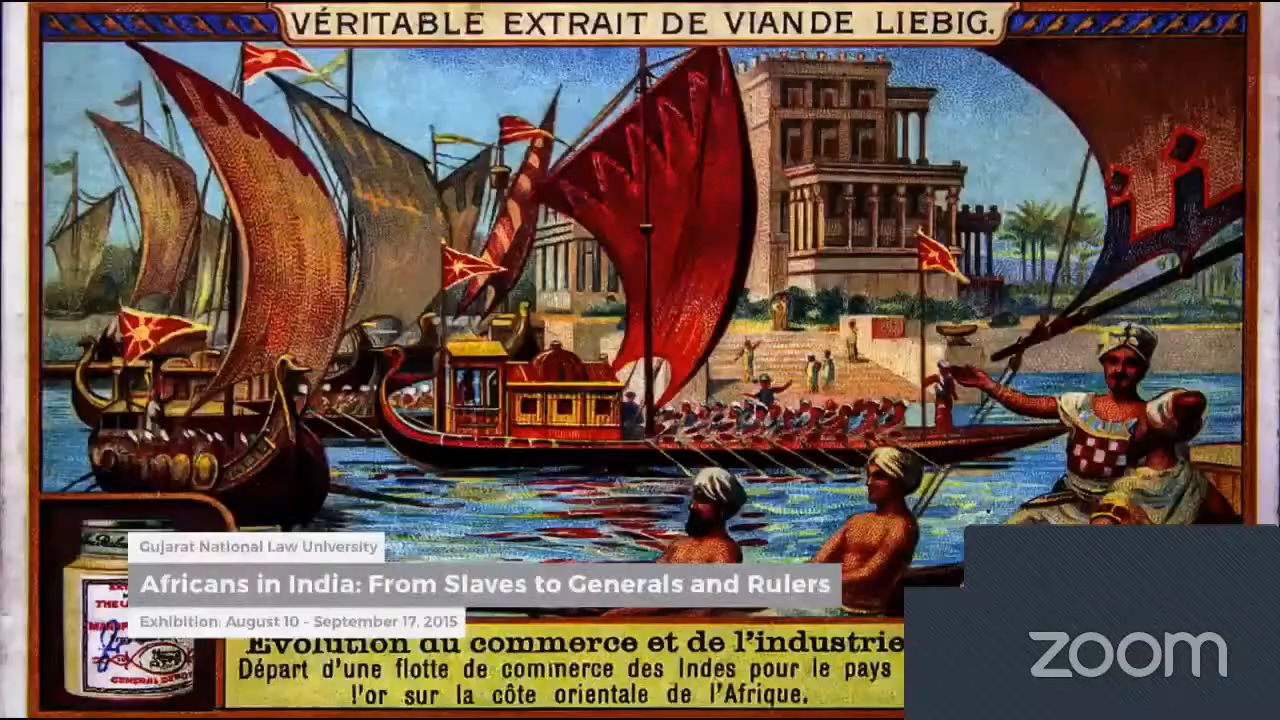 VÉRITABLE EXTRAIT DE VIANDE LIEBIG.
Gujarat National Law University
Africans in India: From Slaves to Generals and Rulers
Exhibition: August 10 - September 17, 2015
Evolution du commerce et de l'industrie
Départ d'une flotte de commerce des Indes pour le pays
l'or sur la côte orientale de l'Afrique.
zoom